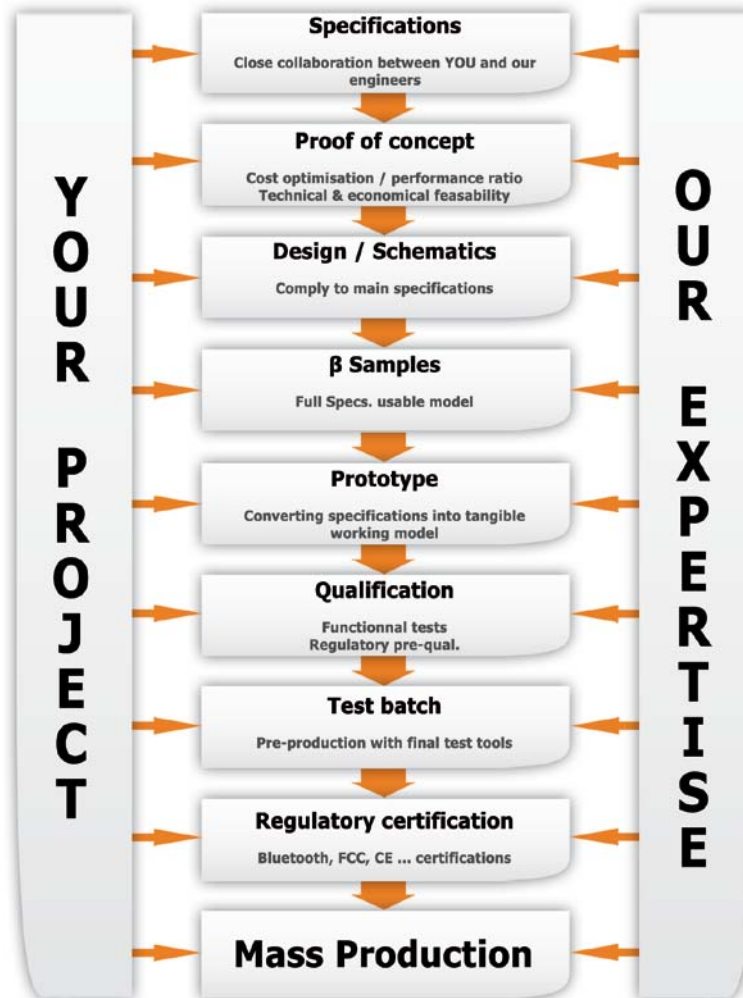 YOUR PROJECT
Specifications
Close collaboration between YOU and our
engineers
Proof of concept
Cost optimisation / performance ratio
Technical & economical feasability
Design / Schematics
Comply to main specifications
β Samples
Full Specs. usable model
Prototype
Converting specifications into tangible
working model
Qualification
Functionnal tests
Regulatory pre-qual.
Test batch
Pre-production with final test tools
Regulatory certification
Bluetooth, FCC, CE ... certifications
Mass Production
OUR EXPERTISE